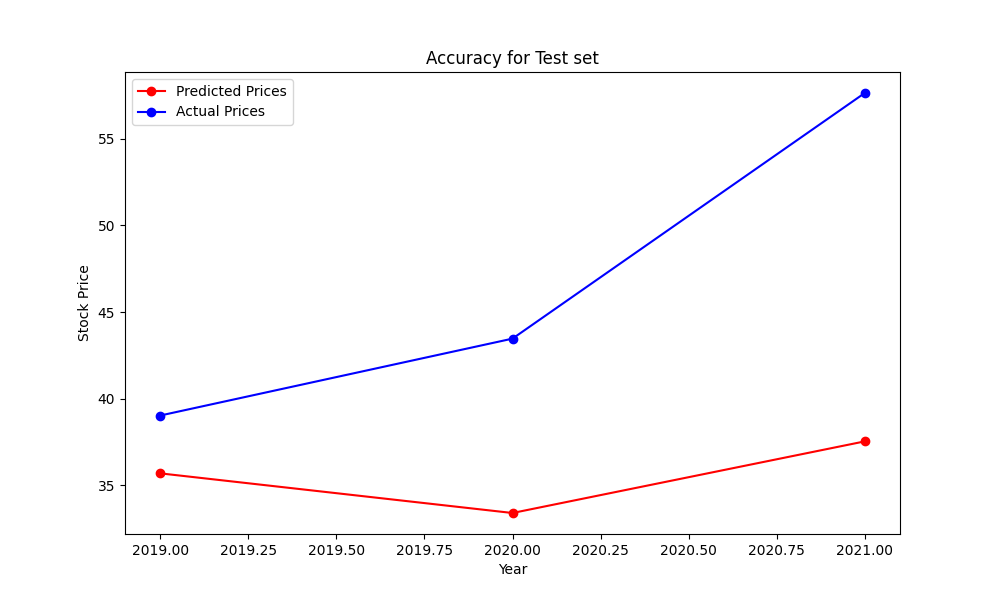 Accuracy for Test set
Predicted Prices
Actual Prices
55
50
45
40
35
Stock Price
2019.00 2019.25 2019.50 2019.75 2020.00 2020.25 2020.50 2020.75 2021.00
Year